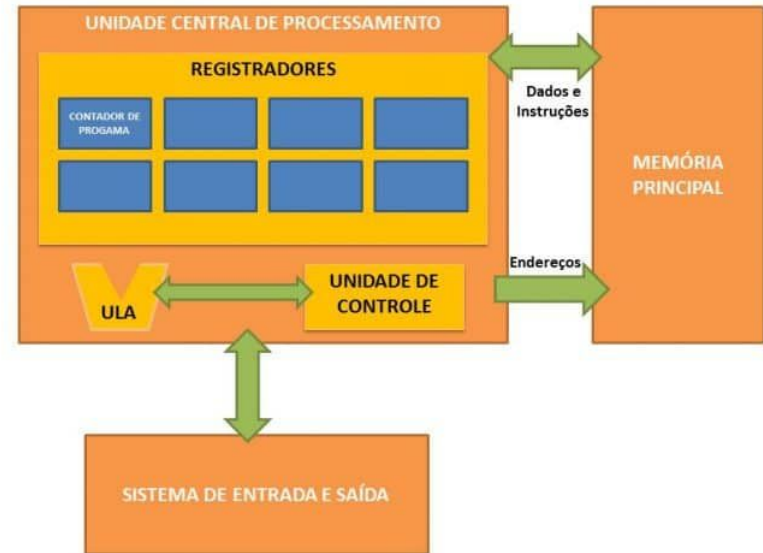 UNIDADE CENTRAL DE PROCESSAMENTO
REGISTRADORES
CONTADOR DE
PROGAMA
Dados e
Instruções
MEMÓRIA
PRINCIPAL
ULA
UNIDADE DE
CONTROLE
Endereços
SISTEMA DE ENTRADA E SAÍDA